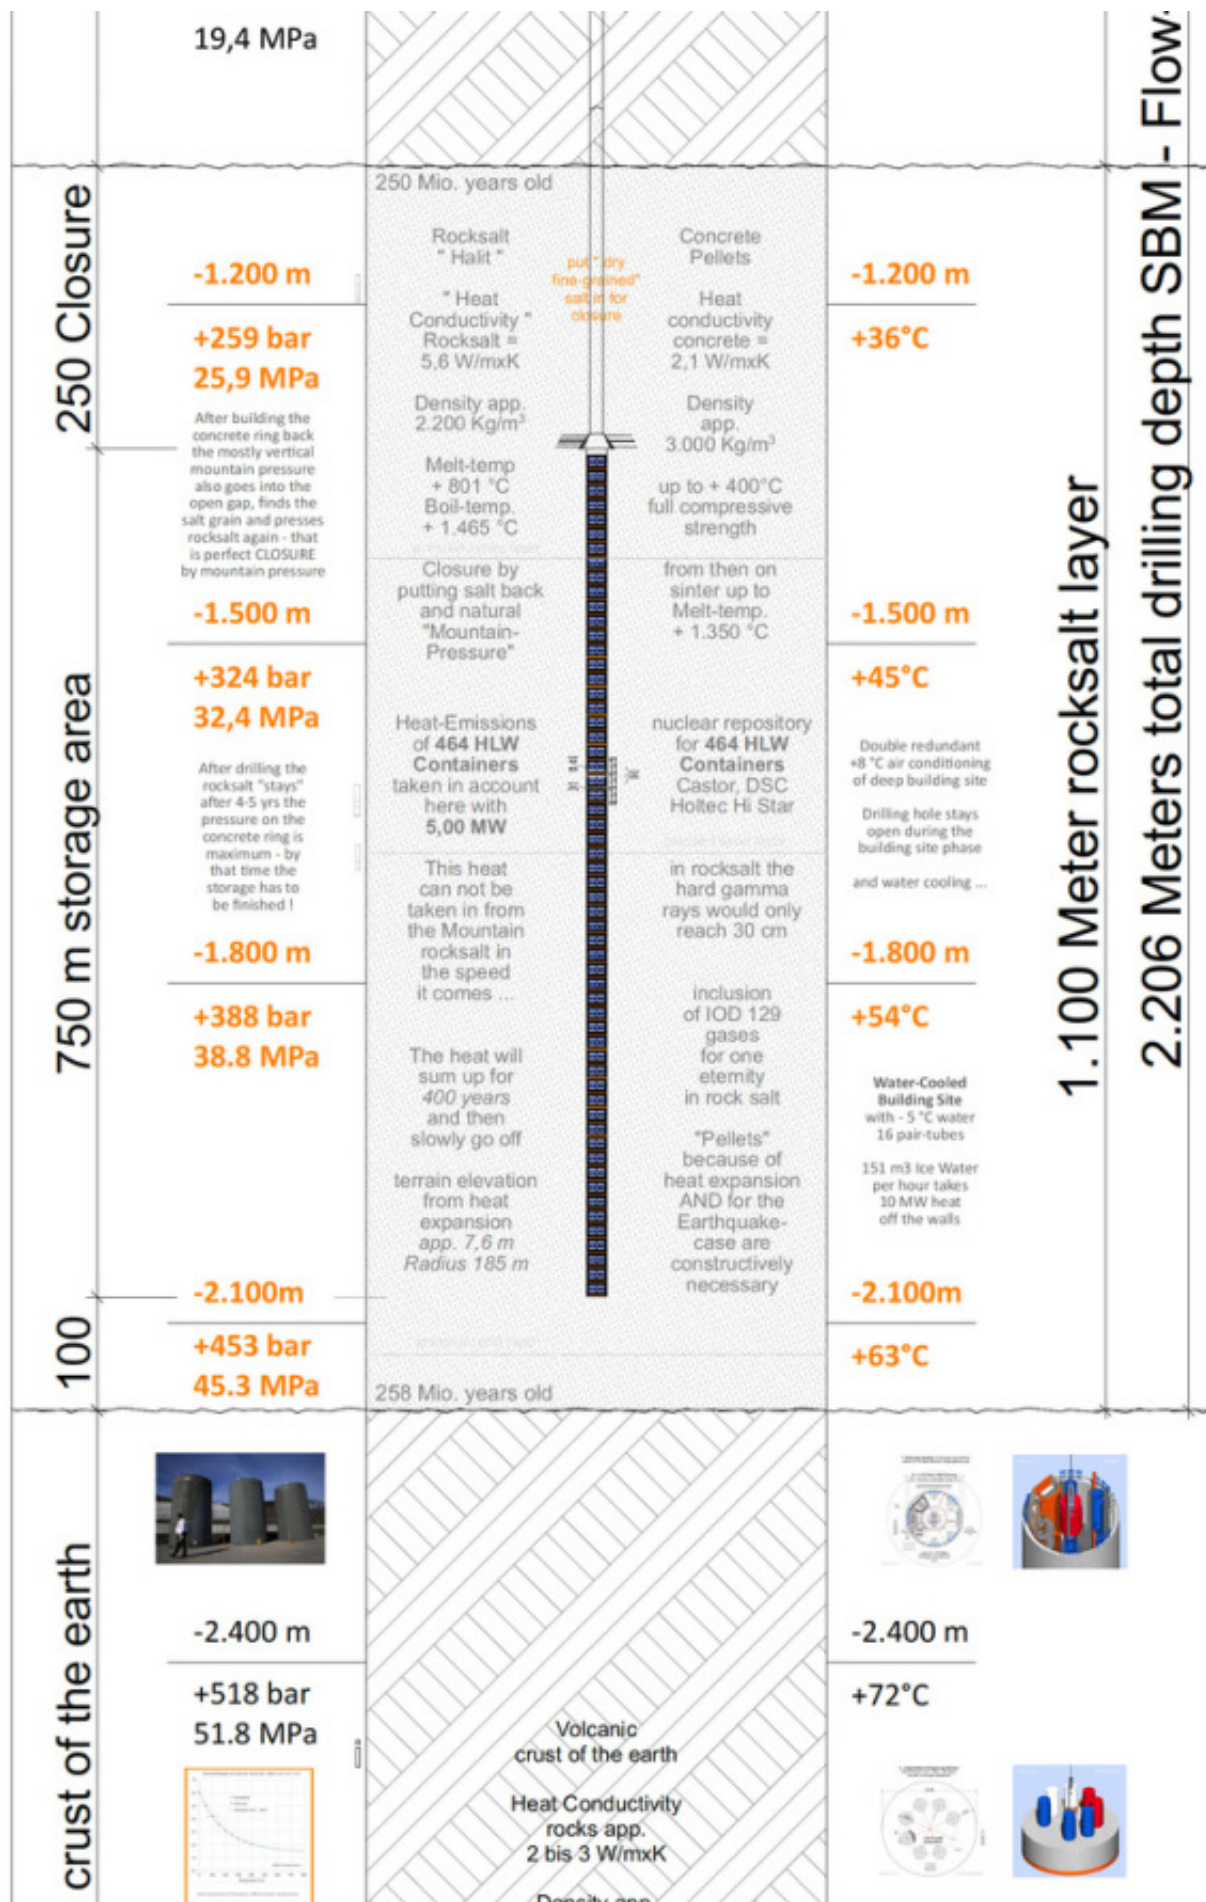 19,4 MPa
250 Closure
-1.200 m
+259 bar
25,9 MPa
After building the
concrete ring back
the mostly vertical
mountain pressure
also goes into the
open gap, finds the
salt grain and presses
rocksalt again - that
is perfect CLOSURE
by mountain pressure
-1.500 m
+324 bar
32,4 MPa
750 m storage area
After drilling the
rocksalt "stays"
after 4-5 yrs the
pressure on the
concrete ring is
maximum - by
that time the
storage has to
be finished !
-1.800 m
+388 bar
38.8 MPa
-2.100m
100
+453 bar
45.3 MPa
crust of the earth
-2.400 m
+518 bar
51.8 MPa
250 Mio. years old
Rocksalt
" Halit "
" Heat
Conductivity "
Rocksalt =
5,6 W/mxK
Density app.
2.200 Kg/m³
Melt-temp
+ 801 °C
Boil-temp.
+ 1.465 °C
Closure by
putting salt back
and natural
"Mountain-
Pressure"
Heat-Emissions
of 464 HLW
Containers
taken in account
here with
5,00 MW
This heat
can not be
taken in from
the Mountain
rocksalt in
the speed
it comes ...
The heat will
sum up for
400 years
and then
slowly go off
terrain elevation
from heat
expansion
app. 7,6 m
Radius 185 m
258 Mio. years old
put " dry
fine-grained"
salt in for
closure
Concrete
Pellets
Heat
conductivity
concrete =
2,1 W/mxK
Density
app.
3.000 Kg/m³
up to + 400°C
full compressive
strength
from then on
sinter up to
Melt-temp.
+ 1.350 °C
nuclear repository
for 464 HLW
Containers
Castor, DSC
Holtec Hi Star
in rocksalt the
hard gamma
rays would only
reach 30 cm
inclusion
of IOD 129
gases
for one
eternity
in rock salt
"Pellets"
because of
heat expansion
AND for the
Earthquake-
case are
constructively
necessary
Volcanic
crust of the earth
Heat Conductivity
rocks app.
2 bis 3 W/mxK
Density app.
-1.200 m
+36°C
-1.500 m
+45°C
Double redundant
+8 °C air conditioning
of deep building site
Drilling hole stays
open during the
building site phase
and water cooling ...
-1.800 m
+54°C
Water-Cooled
Building Site
with - 5 °C water
16 pair-tubes
151 m3 Ice Water
per hour takes
10 MW heat
off the walls
-2.100m
+63°C
-2.400 m
+72°C
1.100 Meter rocksalt layer
2.206 Meters total drilling depth SBM - Flow-